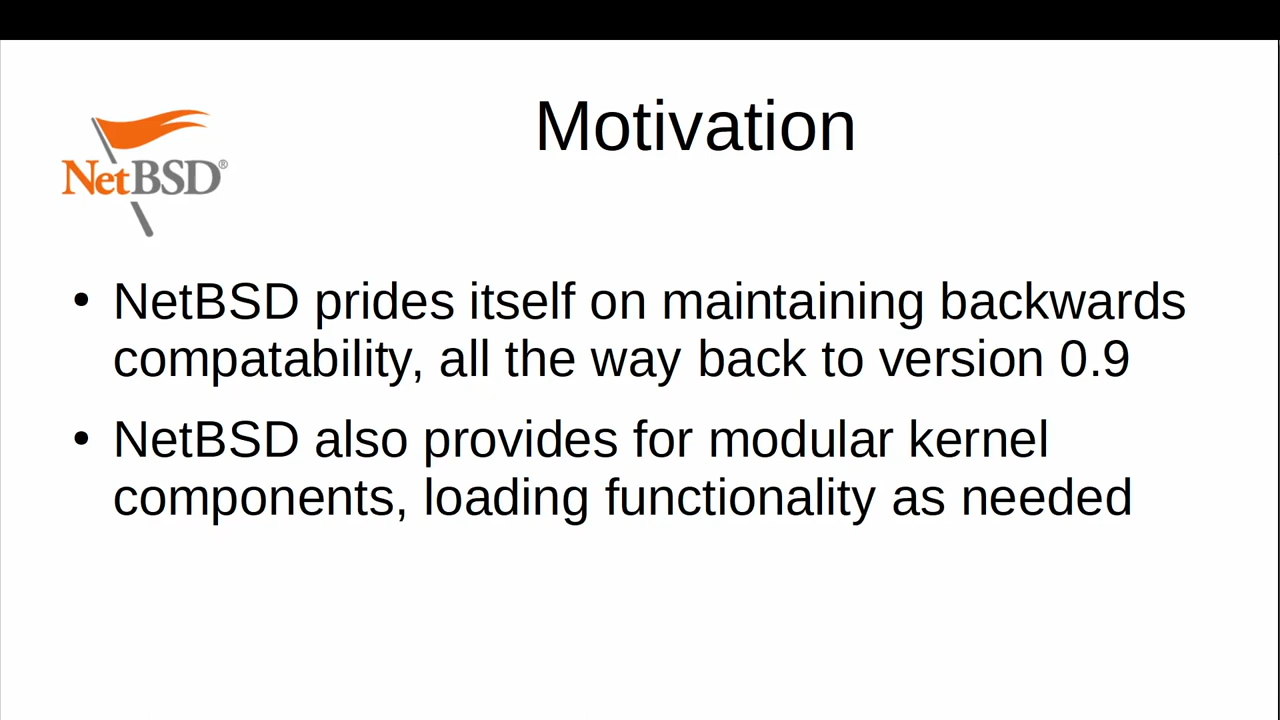 Motivation
NetBSD®
• NetBSD prides itself on maintaining backwards
compatability, all the way back to version 0.9
• NetBSD also provides for modular kernel
components, loading functionality as needed